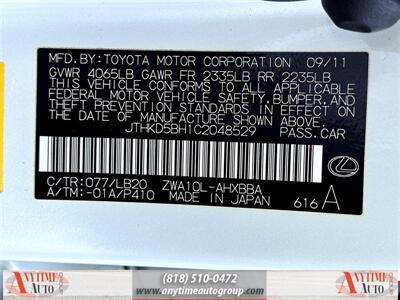 MFD.BY:TOYOTA MOTOR CORPORATION 09/11
GVWR 4065LB GAWR FR 2335LB RR 2235LB
THIS VEHICLE CONFORMS TO ALL APPLICABLE
FEDERAL MOTOR VEHICLE SAFETY, BUMPER,
AND THEFT PREVENTION STANDARDS IN EFFECT
ON THE DATE OF MANUFACTURE SHOWN ABOVE.
JTHKD5BH1C2048529 PASS.CAR
C/TR:077/LB20 ZWA10L-AHXBBA
A/TM:-01A/P410 MADE IN JAPAN 616 A
ANYTIME
AUTO
(818) 510-0472
www.anytimeautogroup.com
ANYTIME
AUTO